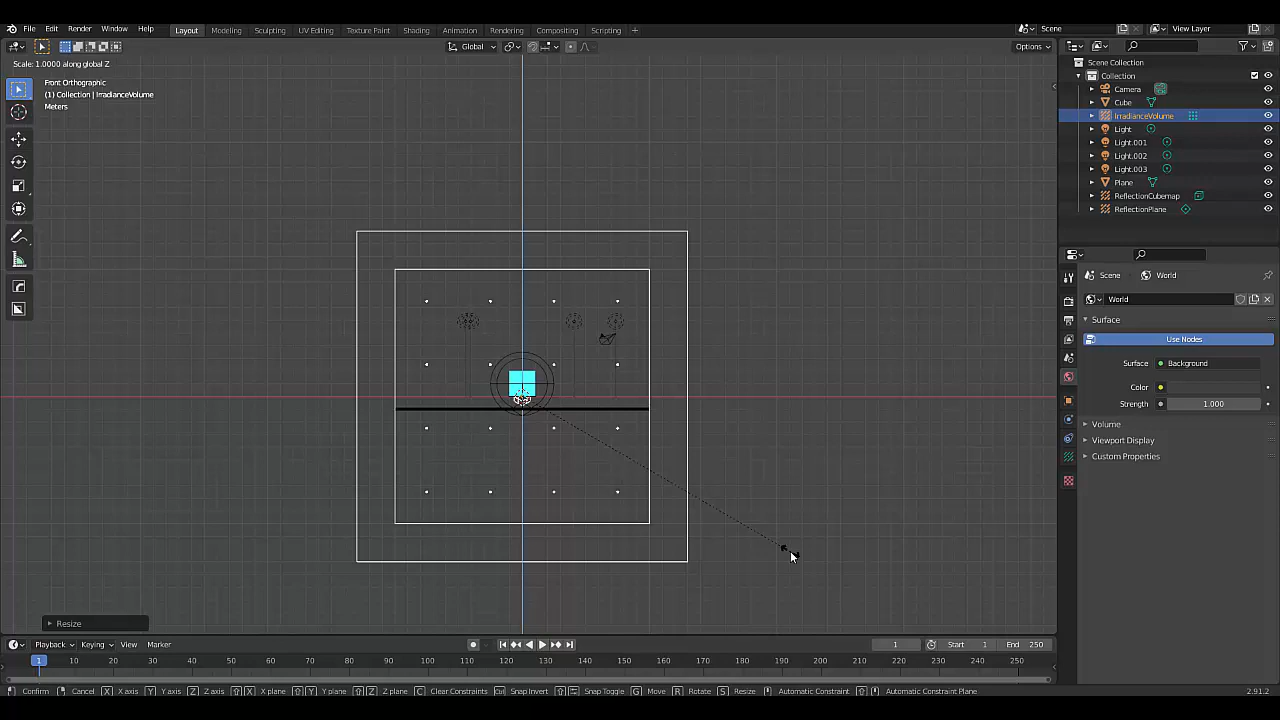 File Edit Render Window Help Layout Modeling Sculpting UV Editing Texture Paint Shading Animation Rendering Compositing Scripting + Scene View Layer
Global Options
Scale: 1.0000 along global Z
Front Orthographic
(1) Collection | IrradianceVolume
Meters
Scene Collection
Collection
Camera
Cube
IrradianceVolume
Light
Light.001
Light.002
Light.003
Plane
ReflectionCubemap
ReflectionPlane
Scene World
World
Surface
Use Nodes
Surface Background
Color
Strength 1.000
Volume
Viewport Display
Custom Properties
Resize
Playback Keying View Marker 1 Start 1 End 250
1 10 20 30 40 50 60 70 80 90 100 110 120 130 140 150 160 170 180 190 200 210 220 230 240 250
Confirm Cancel X X axis Y Y axis Z Z axis X X plane Y Y plane Z Z plane C Clear Constraints Snap Invert Snap Toggle G Move R Rotate S Resize Automatic Constraint Automatic Constraint Plane 2.91.2